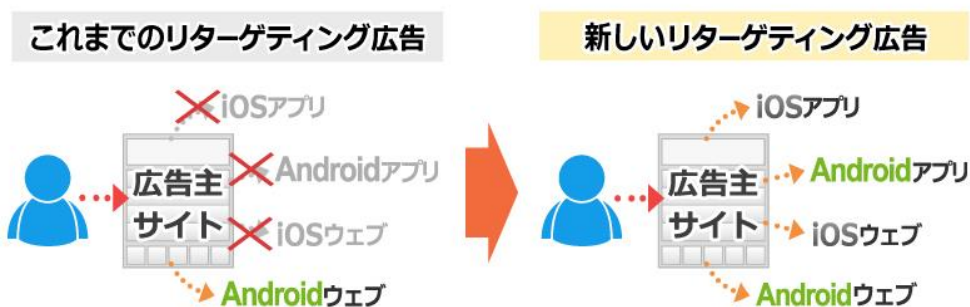 これまでのリターゲティング広告
iOSアプリ
Androidアプリ
広告主
サイト
iOSウェブ
Androidウェブ
新しいリターゲティング広告
iOSアプリ
Androidアプリ
広告主
サイト
iOSウェブ
Androidウェブ